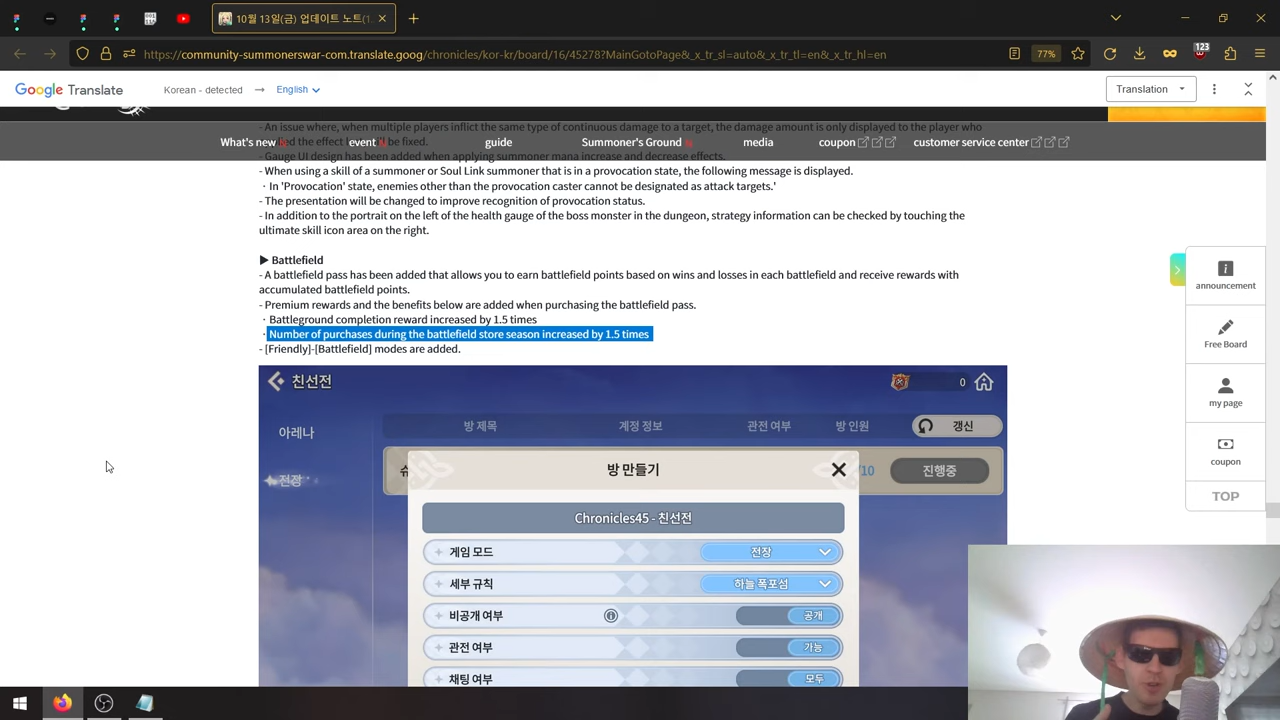 10월 13일(금) 업데이트 노트(1
https://community-summonerswar-com.translate.goog/chronicles/kor-kr/board/16/45278?MainGotoPage&_x_tr_sl=auto&_x_tr_tl=en&_x_tr_hl=en
77%
123
Google Translate
Korean - detected
English
Translation
- An issue where, when multiple players inflict the same type of continuous damage to a target, the damage amount is only displayed to the player who
What's new
event
guide
Summoner's Ground
media
coupon
customer service center
the effect
be fixed.
- Gauge UI design has been added when applying summoner mana increase and decrease effects.
- When using a skill of a summoner or Soul Link summoner that is in a provocation state, the following message is displayed.
· In 'Provocation' state, enemies other than the provocation caster cannot be designated as attack targets.'
- The presentation will be changed to improve recognition of provocation status.
- In addition to the portrait on the left of the health gauge of the boss monster in the dungeon, strategy information can be checked by touching the
ultimate skill icon area on the right.
▶ Battlefield
- A battlefield pass has been added that allows you to earn battlefield points based on wins and losses in each battlefield and receive rewards with
accumulated battlefield points.
- Premium rewards and the benefits below are added when purchasing the battlefield pass.
· Battleground completion reward increased by 1.5 times
· Number of purchases during the battlefield store season increased by 1.5 times
- [Friendly]-[Battlefield] modes are added.
announcement
Free Board
my page
coupon
TOP
친선전
0
아레나
방 제목
계정 정보
관전 여부
방 인원
갱신
전장
슈
방 만들기
/10
진행중
Chronicles45 - 친선전
게임 모드
전장
세부 규칙
하늘 폭포섬
비공개 여부
공개
관전 여부
가능
채팅 여부
모두